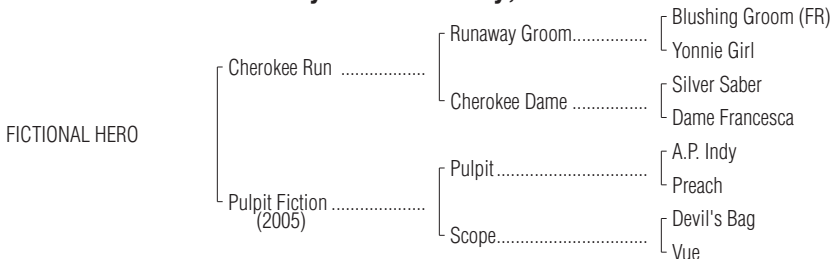 Blushing Groom (FR)
Runaway Groom................
Yonnie Girl
Cherokee Run ..................
Silver Saber
Cherokee Dame ................
Dame Francesca
FICTIONAL HERO
A.P. Indy
Pulpit................................
Preach
Pulpit Fiction ....................
(2005)
Devil's Bag
Scope................................
Vue